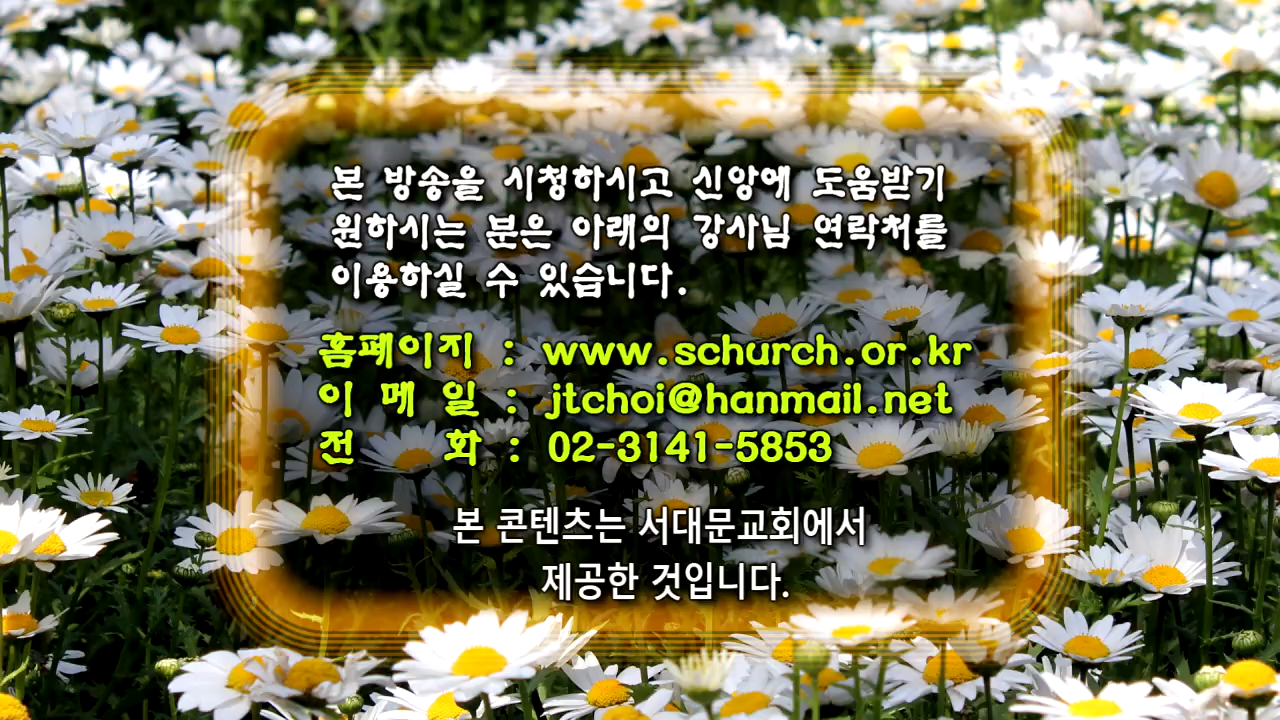 본 방송을 시청하시고 신앙에 도움받기
원하시는 분은 아래의 강사님 연락처를
이용하실 수 있습니다.
홈페이지 : www.schurch.or.kr
이 메 일 : jtchoi@hanmail.net
전 화 : 02-3141-5853
본 콘텐츠는 서대문교회에서
제공한 것입니다.